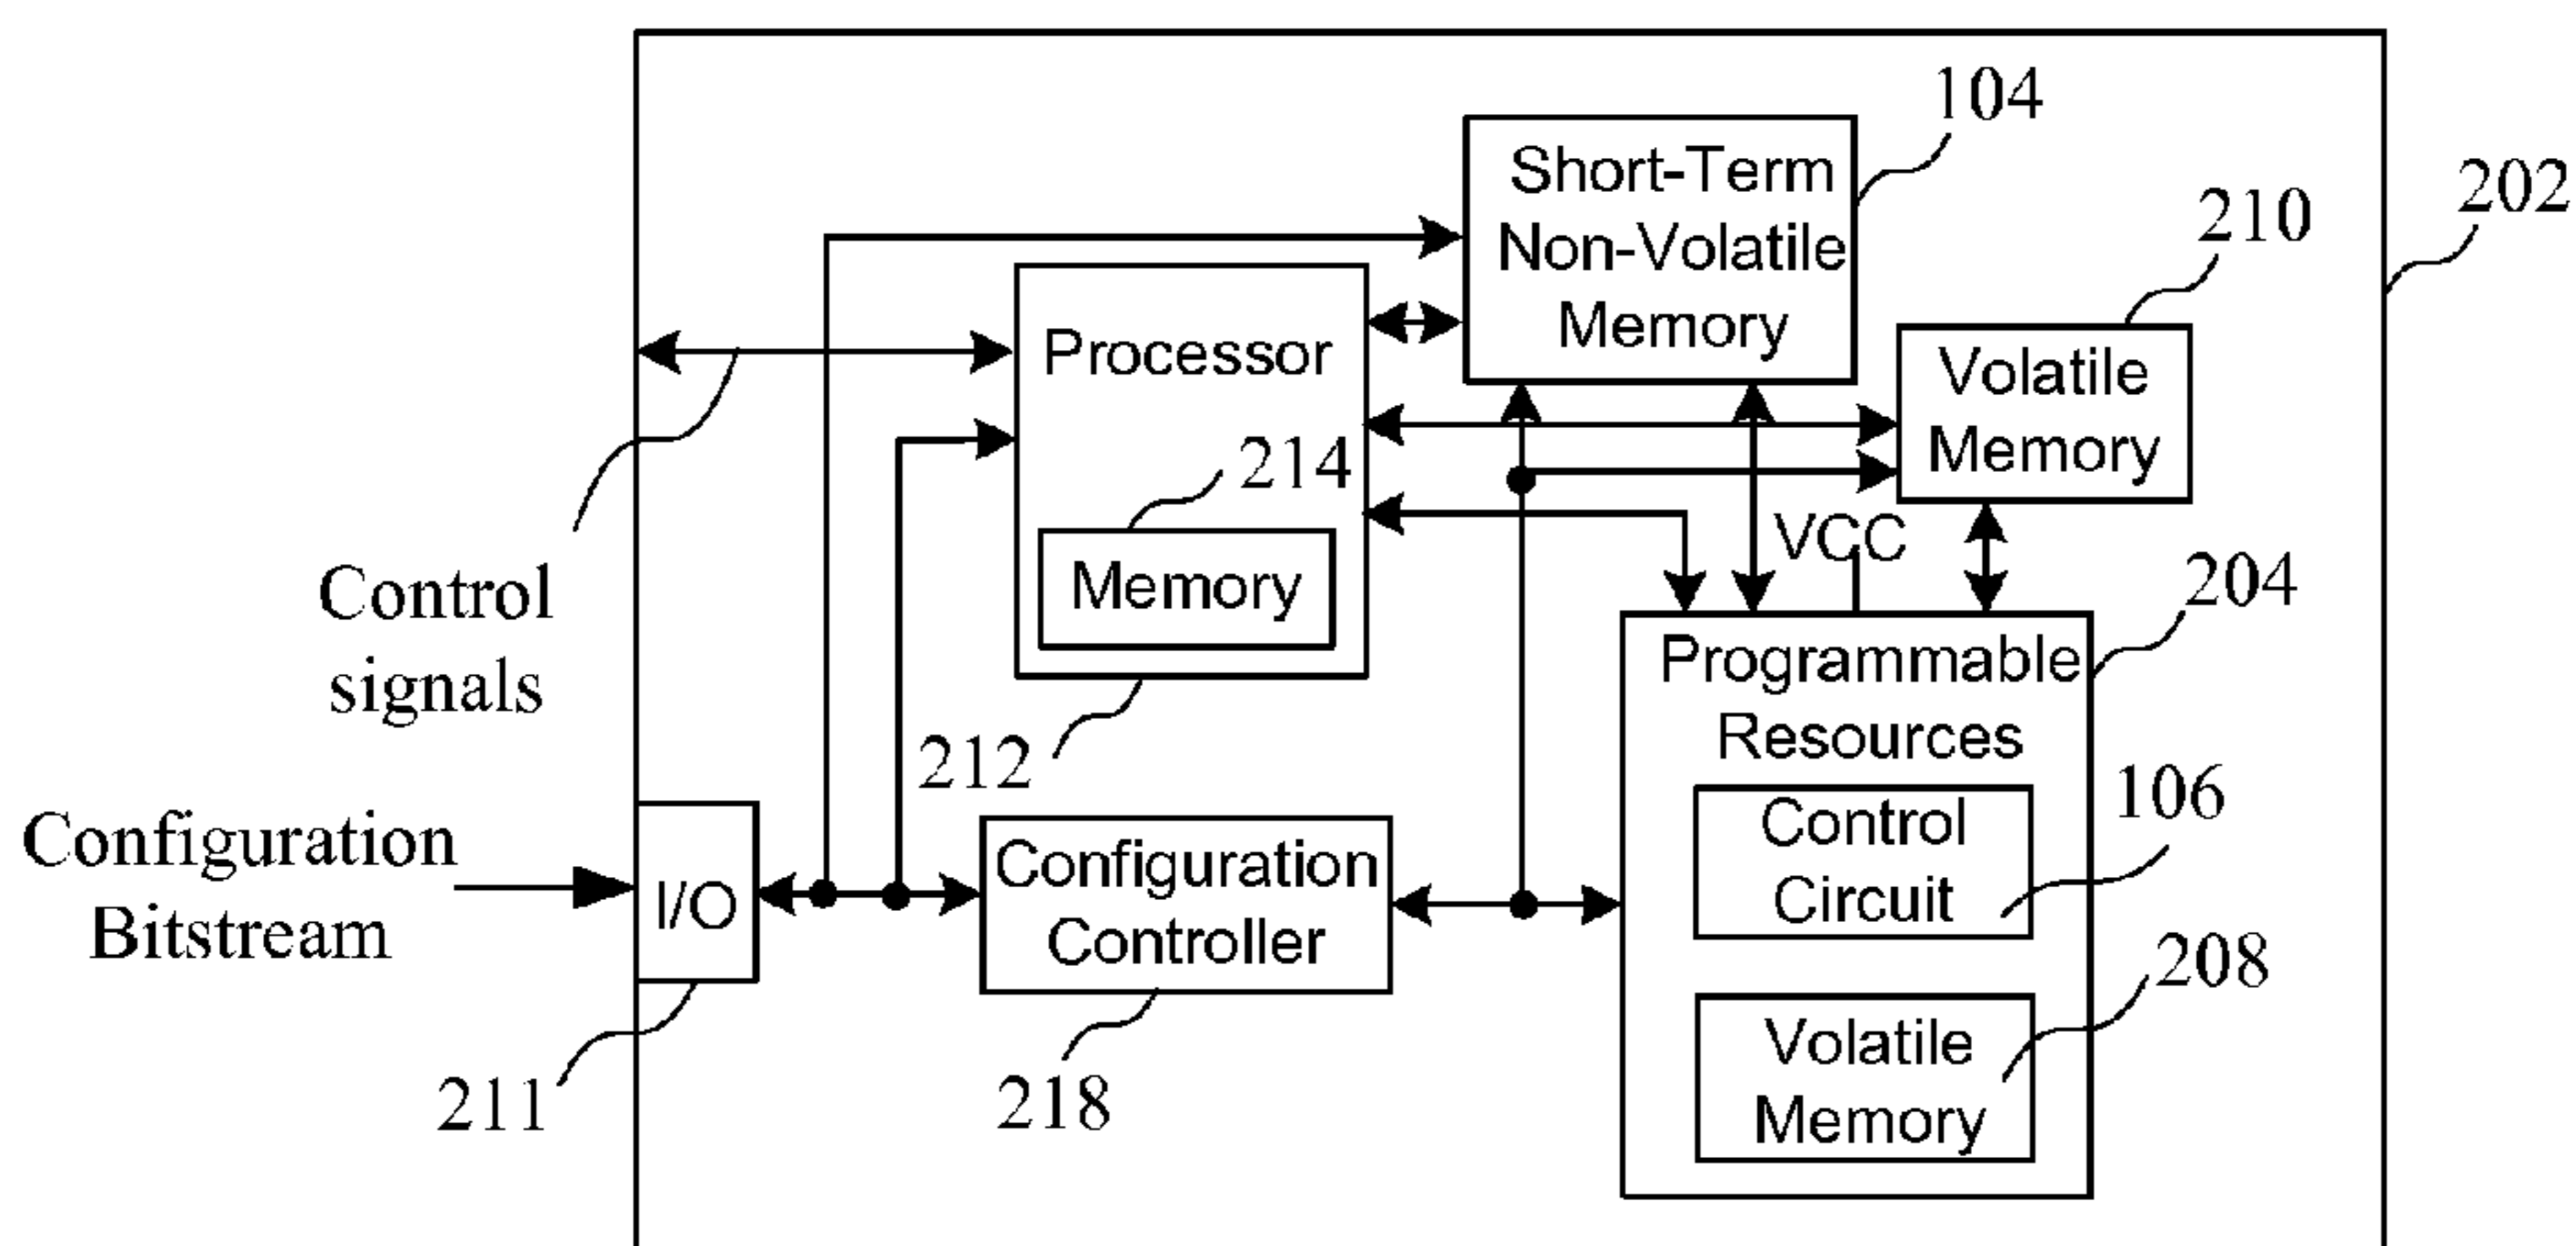 104
Short-Term
Non-Volatile
Memory
202
210
Processor
Volatile
Memory
214
Memory
VCC
204
Control
signals
Programmable
Resources
212
106
Control
Circuit
Configuration
Bitstream
I/O
Configuration
Controller
208
Volatile
Memory
211
218